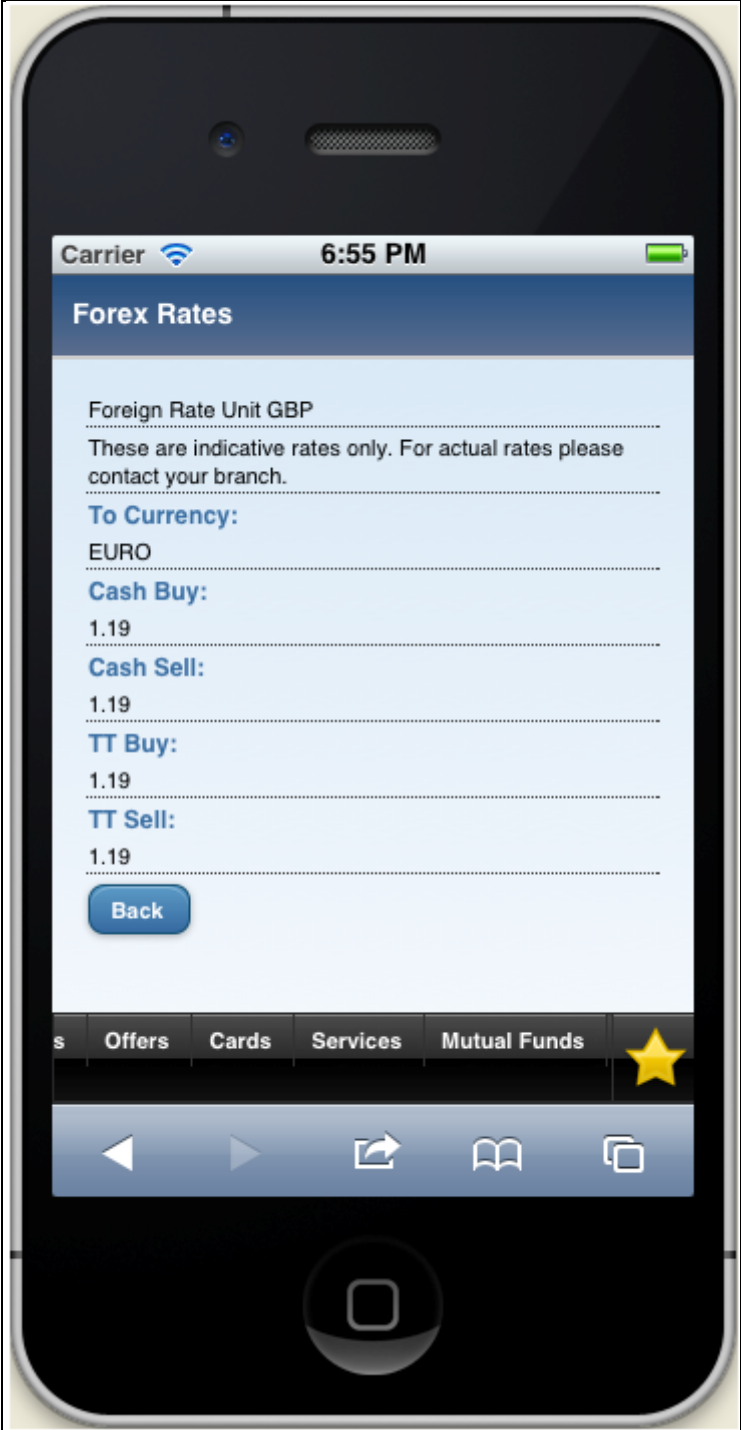 Carrier 6:55 PM
Forex Rates
Foreign Rate Unit GBP
These are indicative rates only. For actual rates please
contact your branch.
To Currency:
EURO
Cash Buy:
1.19
Cash Sell:
1.19
TT Buy:
1.19
TT Sell:
1.19
Back
s Offers Cards Services Mutual Funds